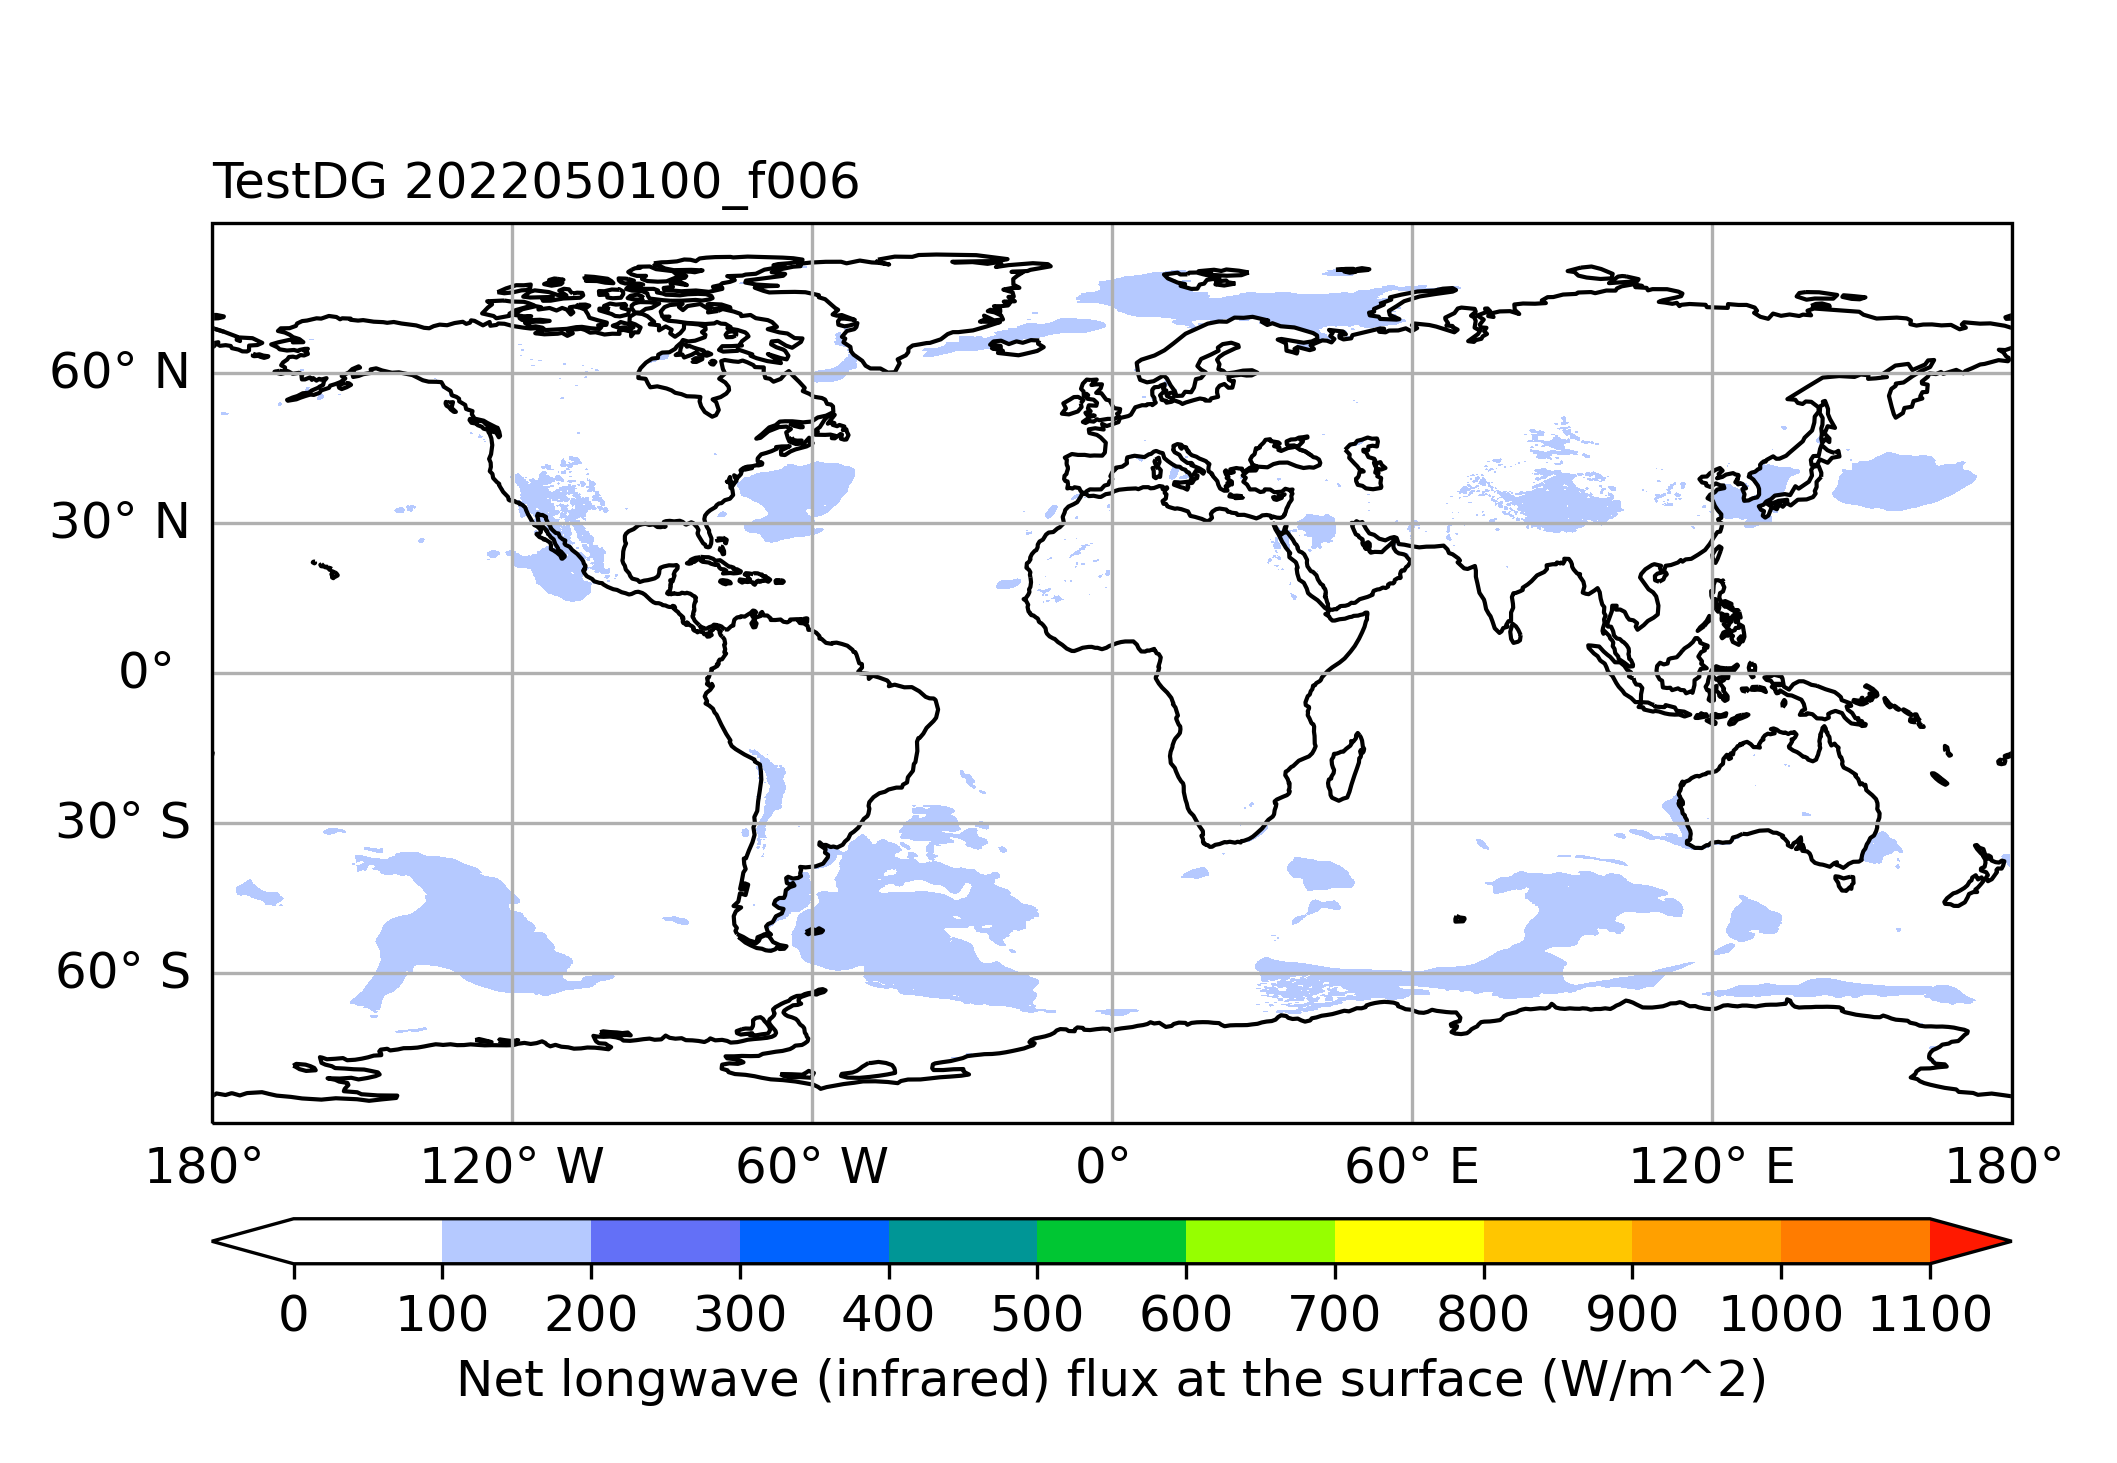 TestDG 2022050100_f006
60° N
30° N
0°
30° S
60° S
180° 120° W 60° W 0° 60° E 120° E 180°
0 100 200 300 400 500 600 700 800 900 1000 1100
Net longwave (infrared) flux at the surface (W/m^2)